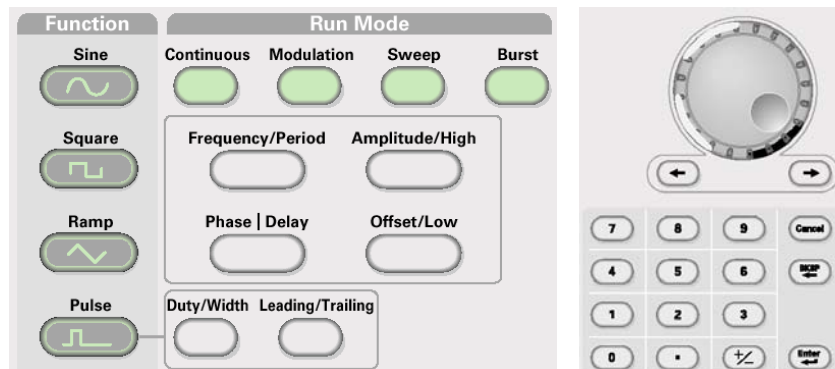 Function Run Mode
Sine Continuous Modulation Sweep Burst
Square Frequency/Period Amplitude/High
Ramp Phase | Delay Offset/Low
Pulse Duty/Width Leading/Trailing
7 8 9 Cancel
4 5 6 BKSP
1 2 3
0 . +/- Enter